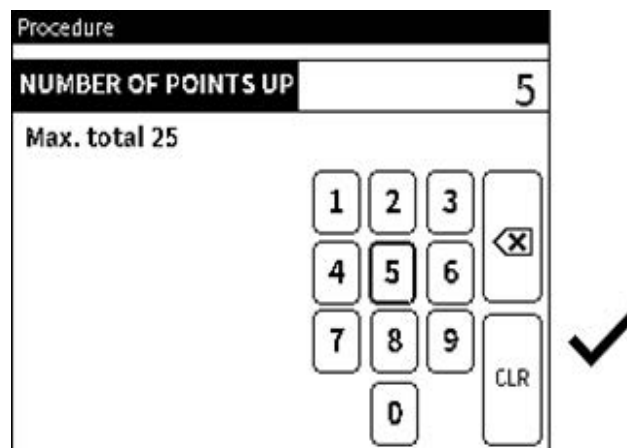 Procedure
NUMBER OF POINTS UP 5
Max. total 25
1 2 3
4 5 6
7 8 9
CLR
0